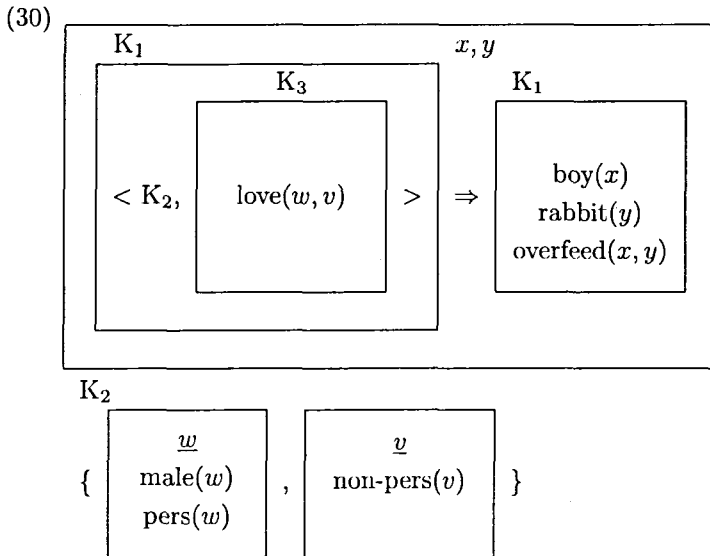 (30)
K₁ x, y
K₃ K₁
boy(x)
< K₂, love(w, v) > ⇒ rabbit(y)
overfeed(x, y)
K₂
w v
{ male(w) , non-pers(v) }
pers(w)